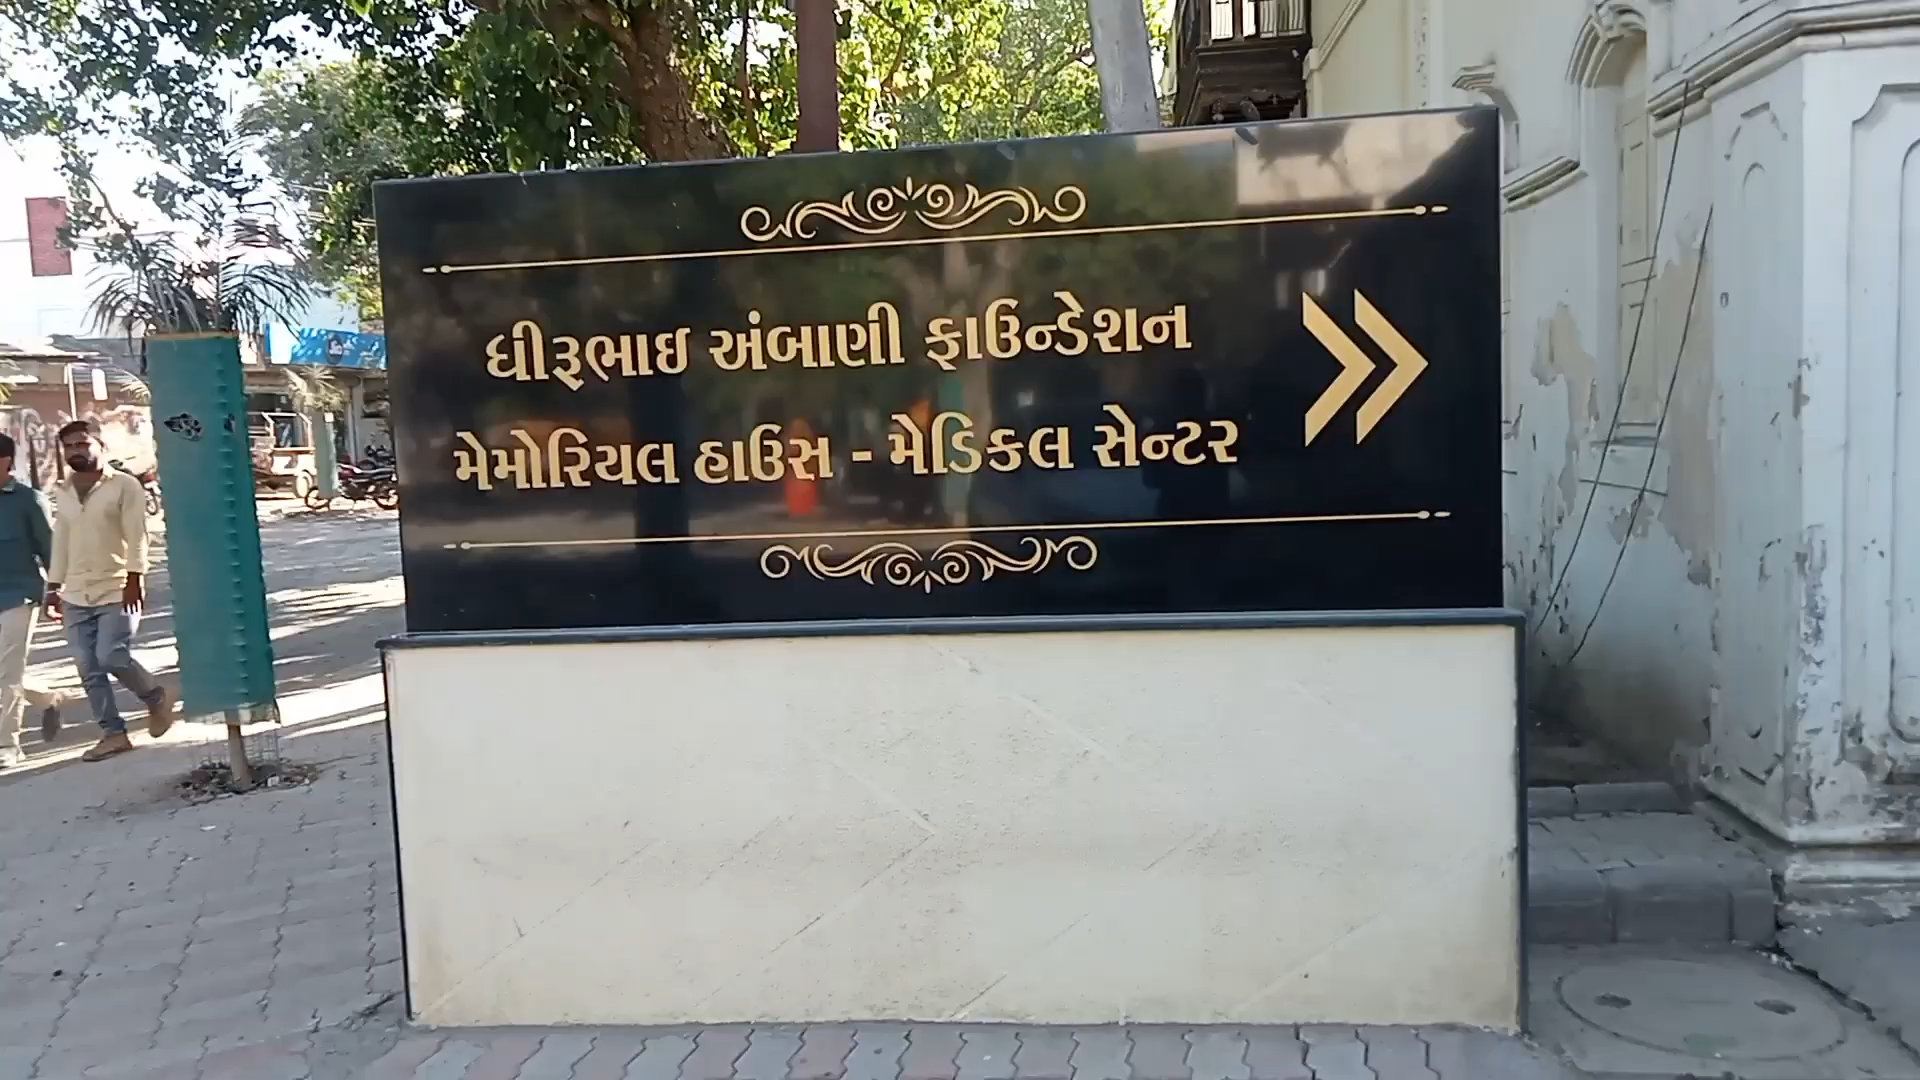 ધીરૂભાઇ અંબાણી ફાઉન્ડેશન
મેમોરિયલ હાઉસ - મેડિકલ સેન્ટર